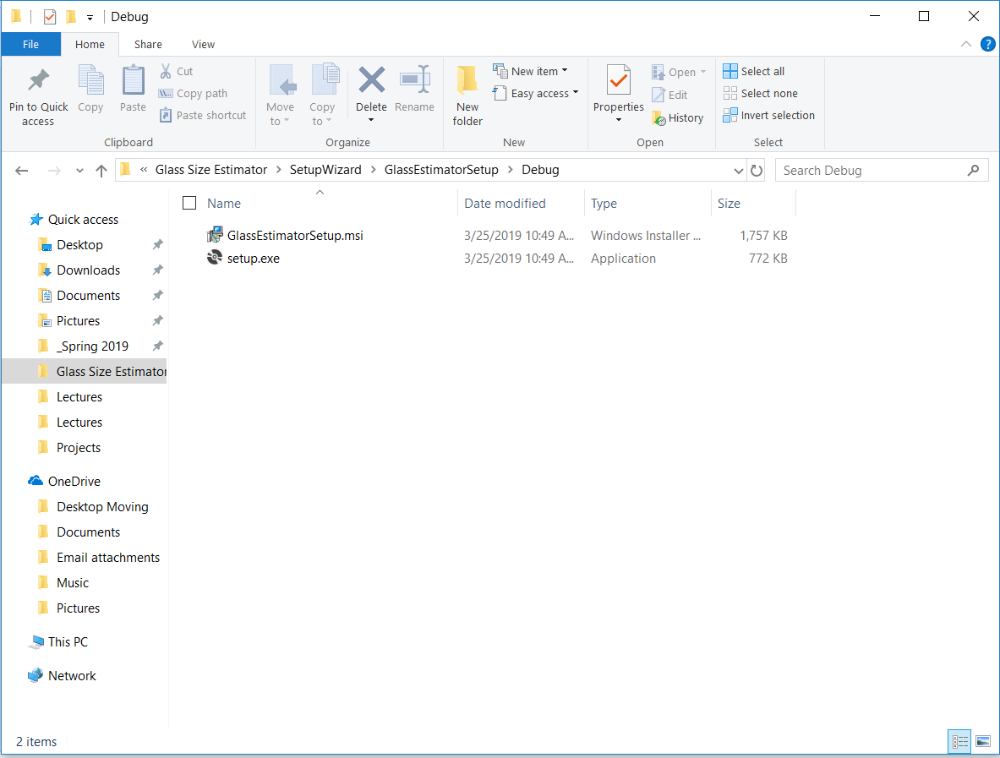 Debug
File Home Share View
Pin to Quick access
Copy
Paste
Cut
Copy path
Paste shortcut
Clipboard
Move to
Copy to
Delete
Rename
Organize
New folder
New item
Easy access
New
Properties
Open
Edit
History
Open
Select all
Select none
Invert selection
Select
« Glass Size Estimator > SetupWizard > GlassEstimatorSetup > Debug
Search Debug
Name Date modified Type Size
GlassEstimatorSetup.msi 3/25/2019 10:49 A... Windows Installer ... 1,757 KB
setup.exe 3/25/2019 10:49 A... Application 772 KB
Quick access
Desktop
Downloads
Documents
Pictures
_Spring 2019
Glass Size Estimator
Lectures
Lectures
Projects
OneDrive
Desktop Moving
Documents
Email attachments
Music
Pictures
This PC
Network
2 items